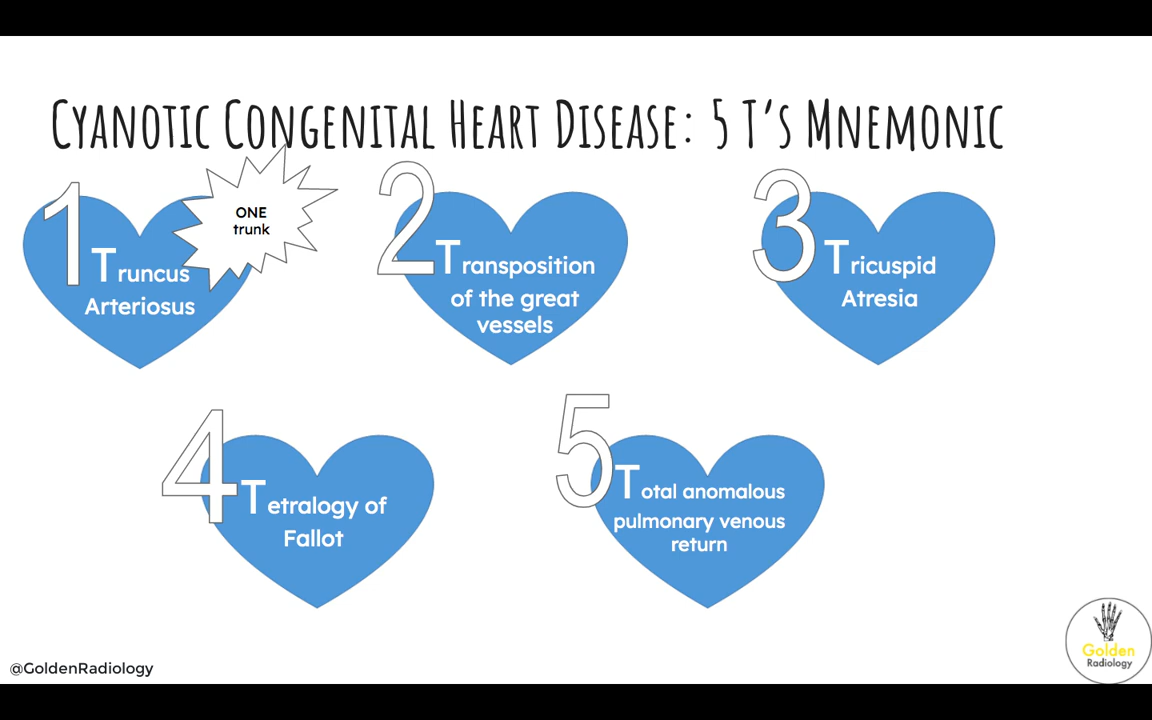 Cyanotic Congenital Heart Disease: 5 T's Mnemonic
1
Truncus
Arteriosus
ONE
trunk
2
Transposition
of the great
vessels
3
Tricuspid
Atresia
4
Tetralogy of
Fallot
5
Total anomalous
pulmonary venous
return
@GoldenRadiology
Golden
Radiology